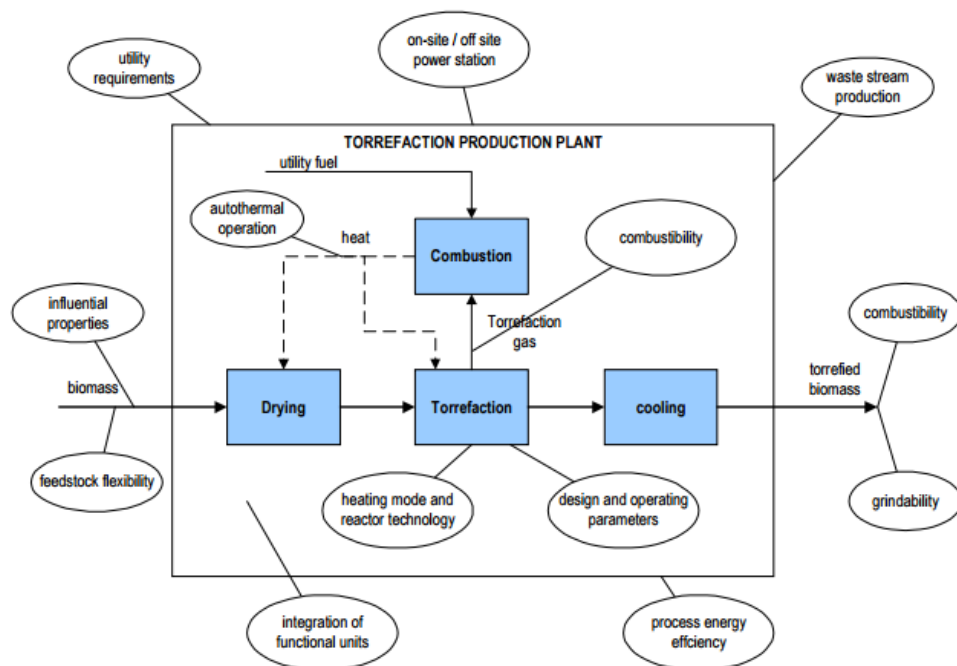 on-site / off site
power station
utility
requirements
waste stream
production
TORREFACTION PRODUCTION PLANT
utility fuel
autothermal
operation
heat
Combustion
combustibility
influential
properties
combustibility
Torrefaction
gas
biomass
Drying
Torrefaction
cooling
torrefied
biomass
feedstock flexibility
heating mode and
reactor technology
design and operating
parameters
grindability
integration of
functional units
process energy
effciency